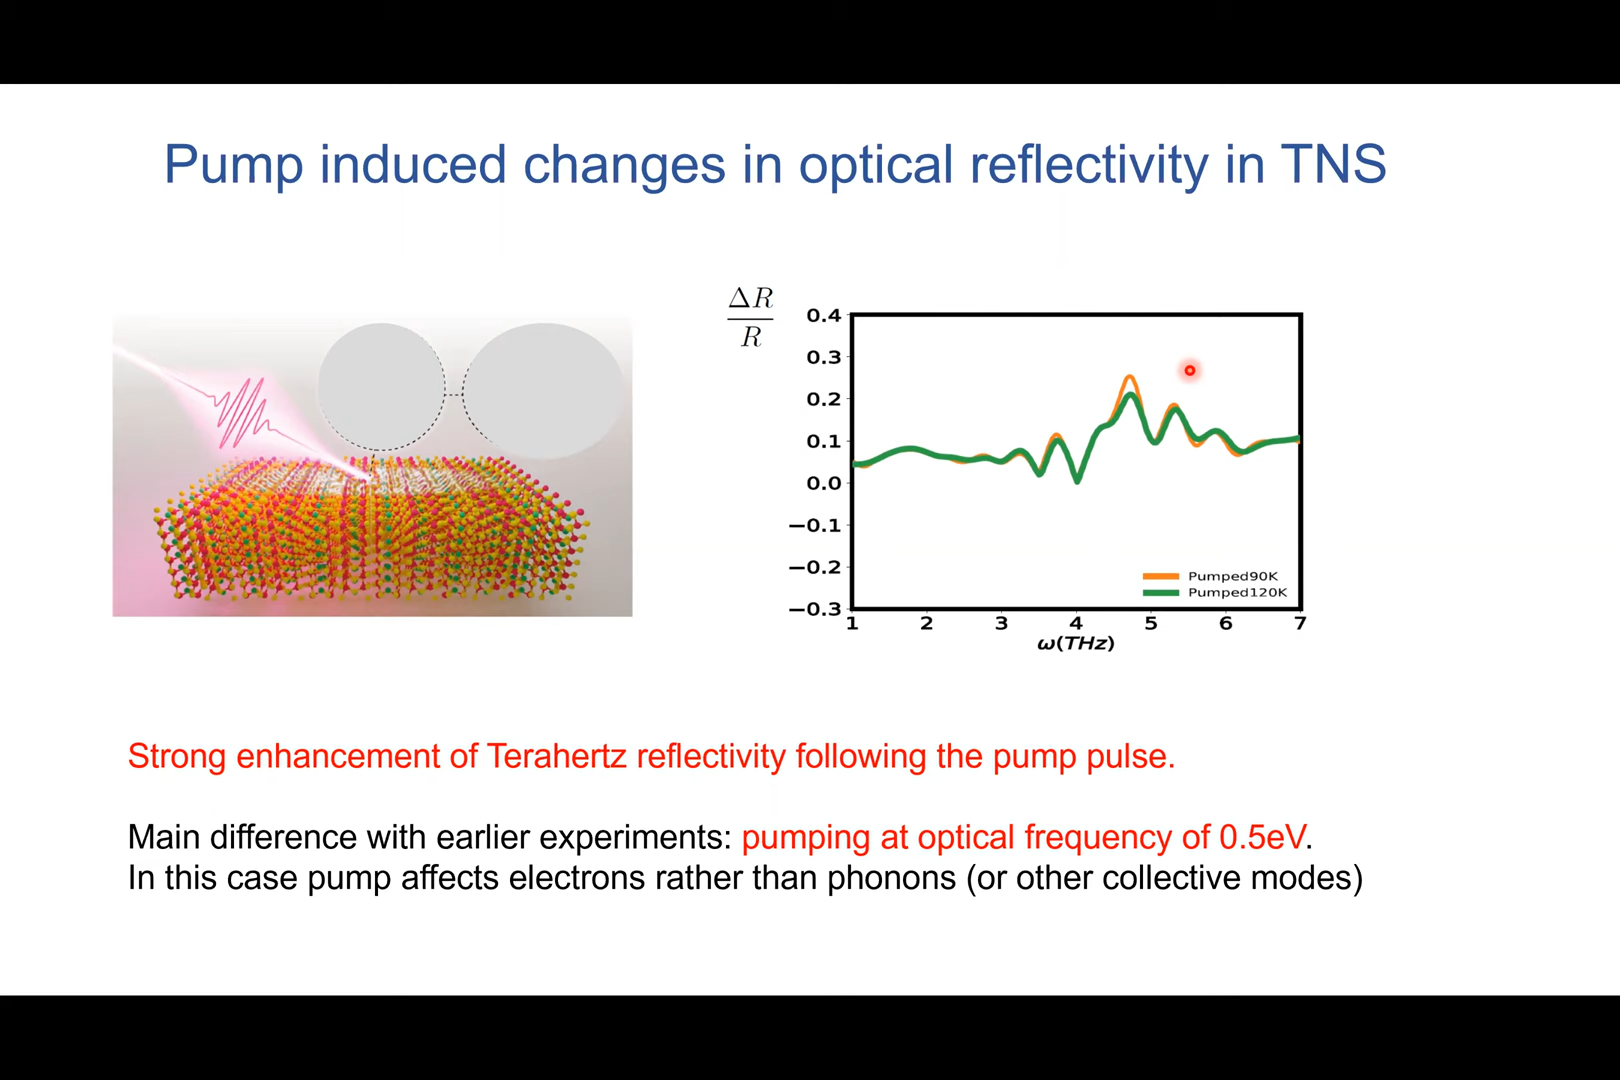 Pump induced changes in optical reflectivity in TNS
ΔR
R
0.4
0.3
0.2
0.1
0.0
−0.1
−0.2
−0.3
1 2 3 4 5 6 7
ω(THz)
Pumped90K
Pumped120K
Strong enhancement of Terahertz reflectivity following the pump pulse.
Main difference with earlier experiments: pumping at optical frequency of 0.5eV.
In this case pump affects electrons rather than phonons (or other collective modes)